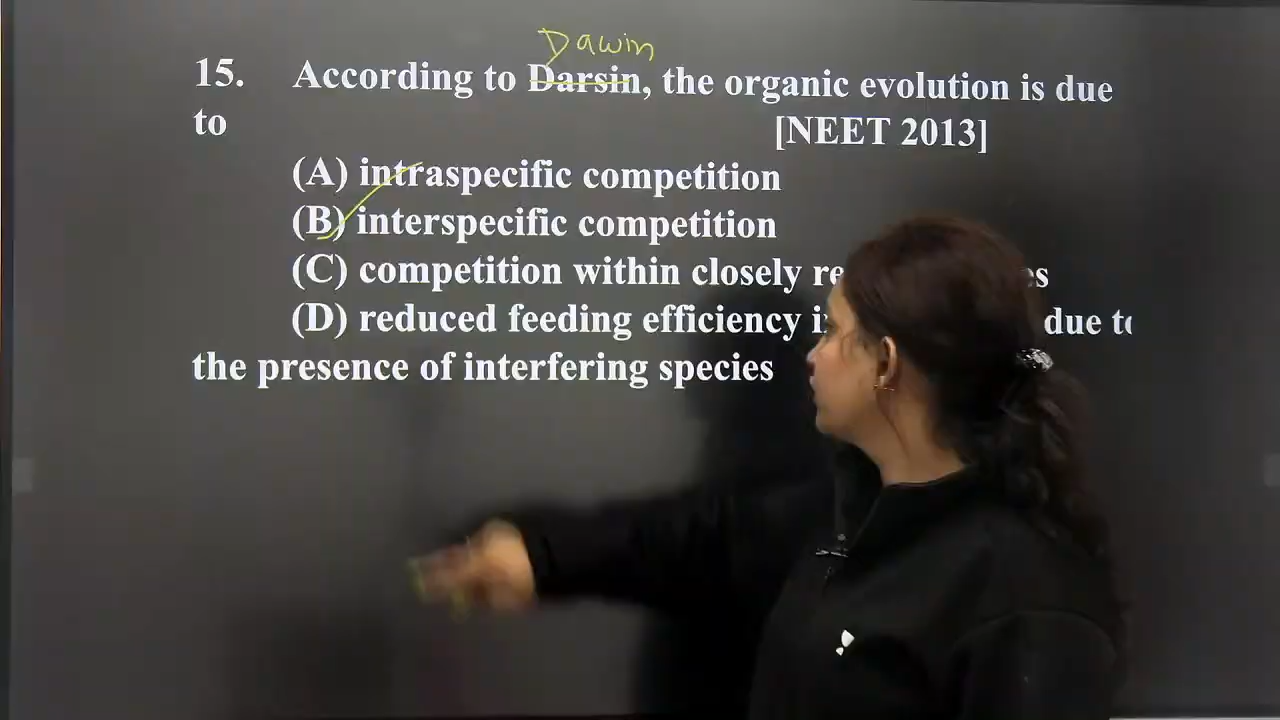 Dawin
15. According to Darsin, the organic evolution is due
to [NEET 2013]
(A) intraspecific competition
(B) interspecific competition
(C) competition within closely
(D) reduced feeding efficiency due
the presence of interfering species